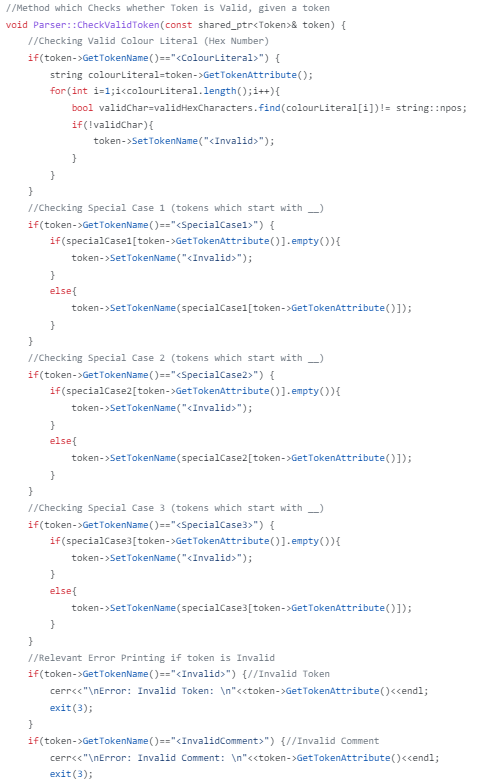 //Method which Checks whether Token is Valid, given a token
void Parser::CheckValidToken(const shared_ptr<Token>& token) {
    //Checking Valid Colour Literal (Hex Number)
    if(token->GetTokenName()=="<ColourLiteral>") {
        string colourLiteral=token->GetTokenAttribute();
        for(int i=1;i<colourLiteral.length();i++){
            bool validChar=validHexCharacters.find(colourLiteral[i])!= string::npos;
            if(!validChar){
                token->SetTokenName("<Invalid>");
            }
        }
    }
    //Checking Special Case 1 (tokens which start with __)
    if(token->GetTokenName()=="<SpecialCase1>") {
        if(specialCase1[token->GetTokenAttribute()].empty()){
            token->SetTokenName("<Invalid>");
        }
        else{
            token->SetTokenName(specialCase1[token->GetTokenAttribute()]);
        }
    }
    //Checking Special Case 2 (tokens which start with __)
    if(token->GetTokenName()=="<SpecialCase2>") {
        if(specialCase2[token->GetTokenAttribute()].empty()){
            token->SetTokenName("<Invalid>");
        }
        else{
            token->SetTokenName(specialCase2[token->GetTokenAttribute()]);
        }
    }
    //Checking Special Case 3 (tokens which start with __)
    if(token->GetTokenName()=="<SpecialCase3>") {
        if(specialCase3[token->GetTokenAttribute()].empty()){
            token->SetTokenName("<Invalid>");
        }
        else{
            token->SetTokenName(specialCase3[token->GetTokenAttribute()]);
        }
    }
    //Relevant Error Printing if token is Invalid
    if(token->GetTokenName()=="<Invalid>") {//Invalid Token
        cerr<<"\nError: Invalid Token: \n"<<token->GetTokenAttribute()<<endl;
        exit(3);
    }
    if(token->GetTokenName()=="<InvalidComment>") {//Invalid Comment
        cerr<<"\nError: Invalid Comment: \n"<<token->GetTokenAttribute()<<endl;
        exit(3);